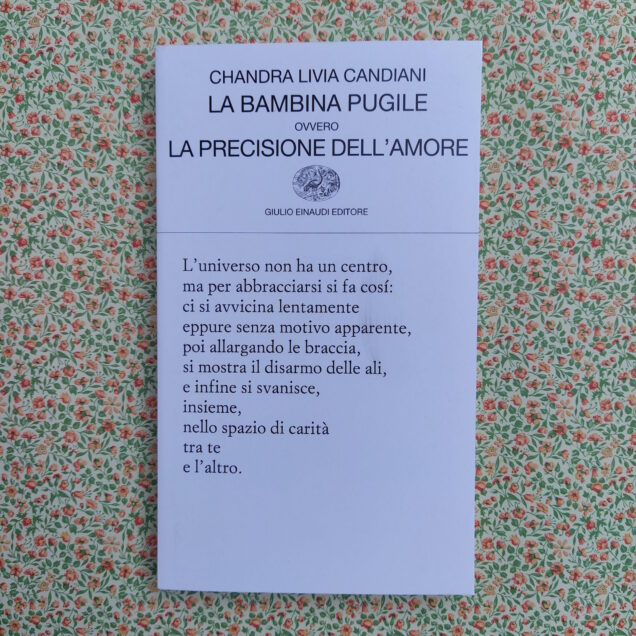 CHANDRA LIVIA CANDIANI
LA BAMBINA PUGILE
OVVERO
LA PRECISIONE DELL'AMORE
GIULIO EINAUDI EDITORE
L'universo non ha un centro,
ma per abbracciarsi si fa cosí:
ci si avvicina lentamente
eppure senza motivo apparente,
poi allargando le braccia,
si mostra il disarmo delle ali,
e infine si svanisce,
insieme,
nello spazio di carità
tra te
e l'altro.